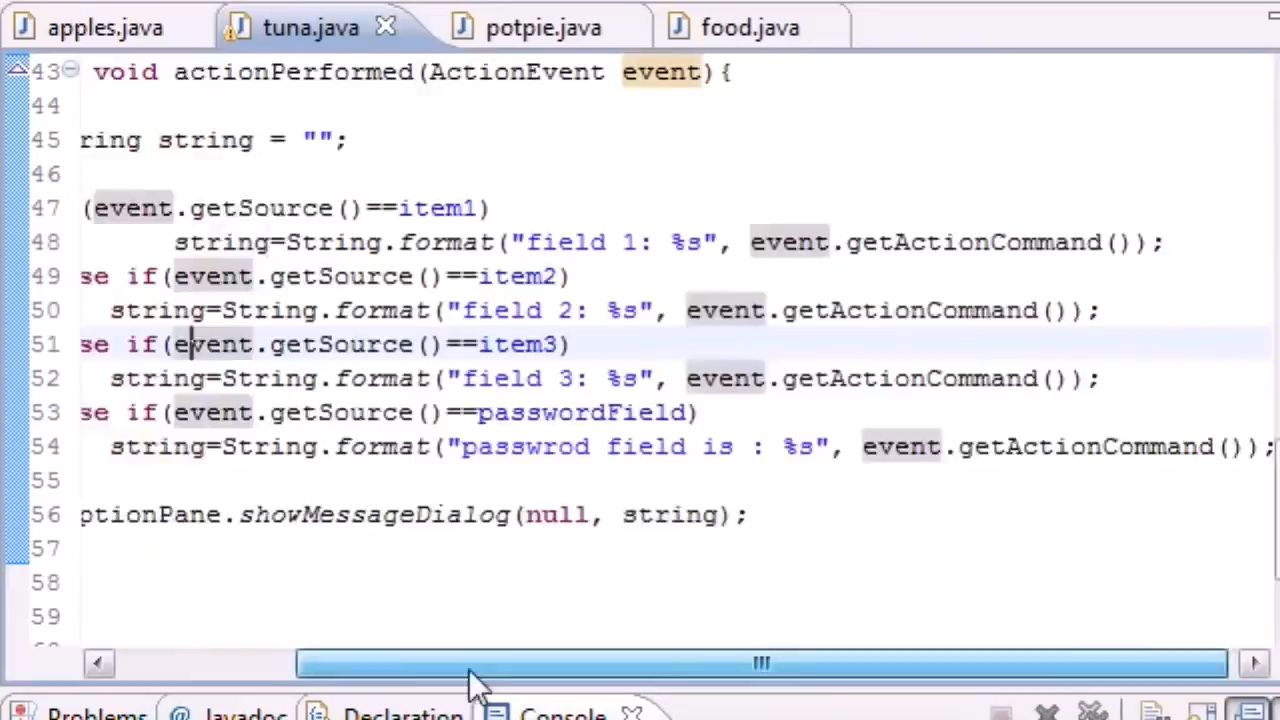 apples.java tuna.java potpie.java food.java
43 void actionPerformed(ActionEvent event){
44
45 ring string = "";
46
47 (event.getSource()==item1)
48 string=String.format("field 1: %s", event.getActionCommand());
49 se if(event.getSource()==item2)
50 string=String.format("field 2: %s", event.getActionCommand());
51 se if(event.getSource()==item3)
52 string=String.format("field 3: %s", event.getActionCommand());
53 se if(event.getSource()==passwordField)
54 string=String.format("passwrod field is : %s", event.getActionCommand());
55
56 ptionPane.showMessageDialog(null, string);
57
58
59
Problems @ Javadoc Declaration Console